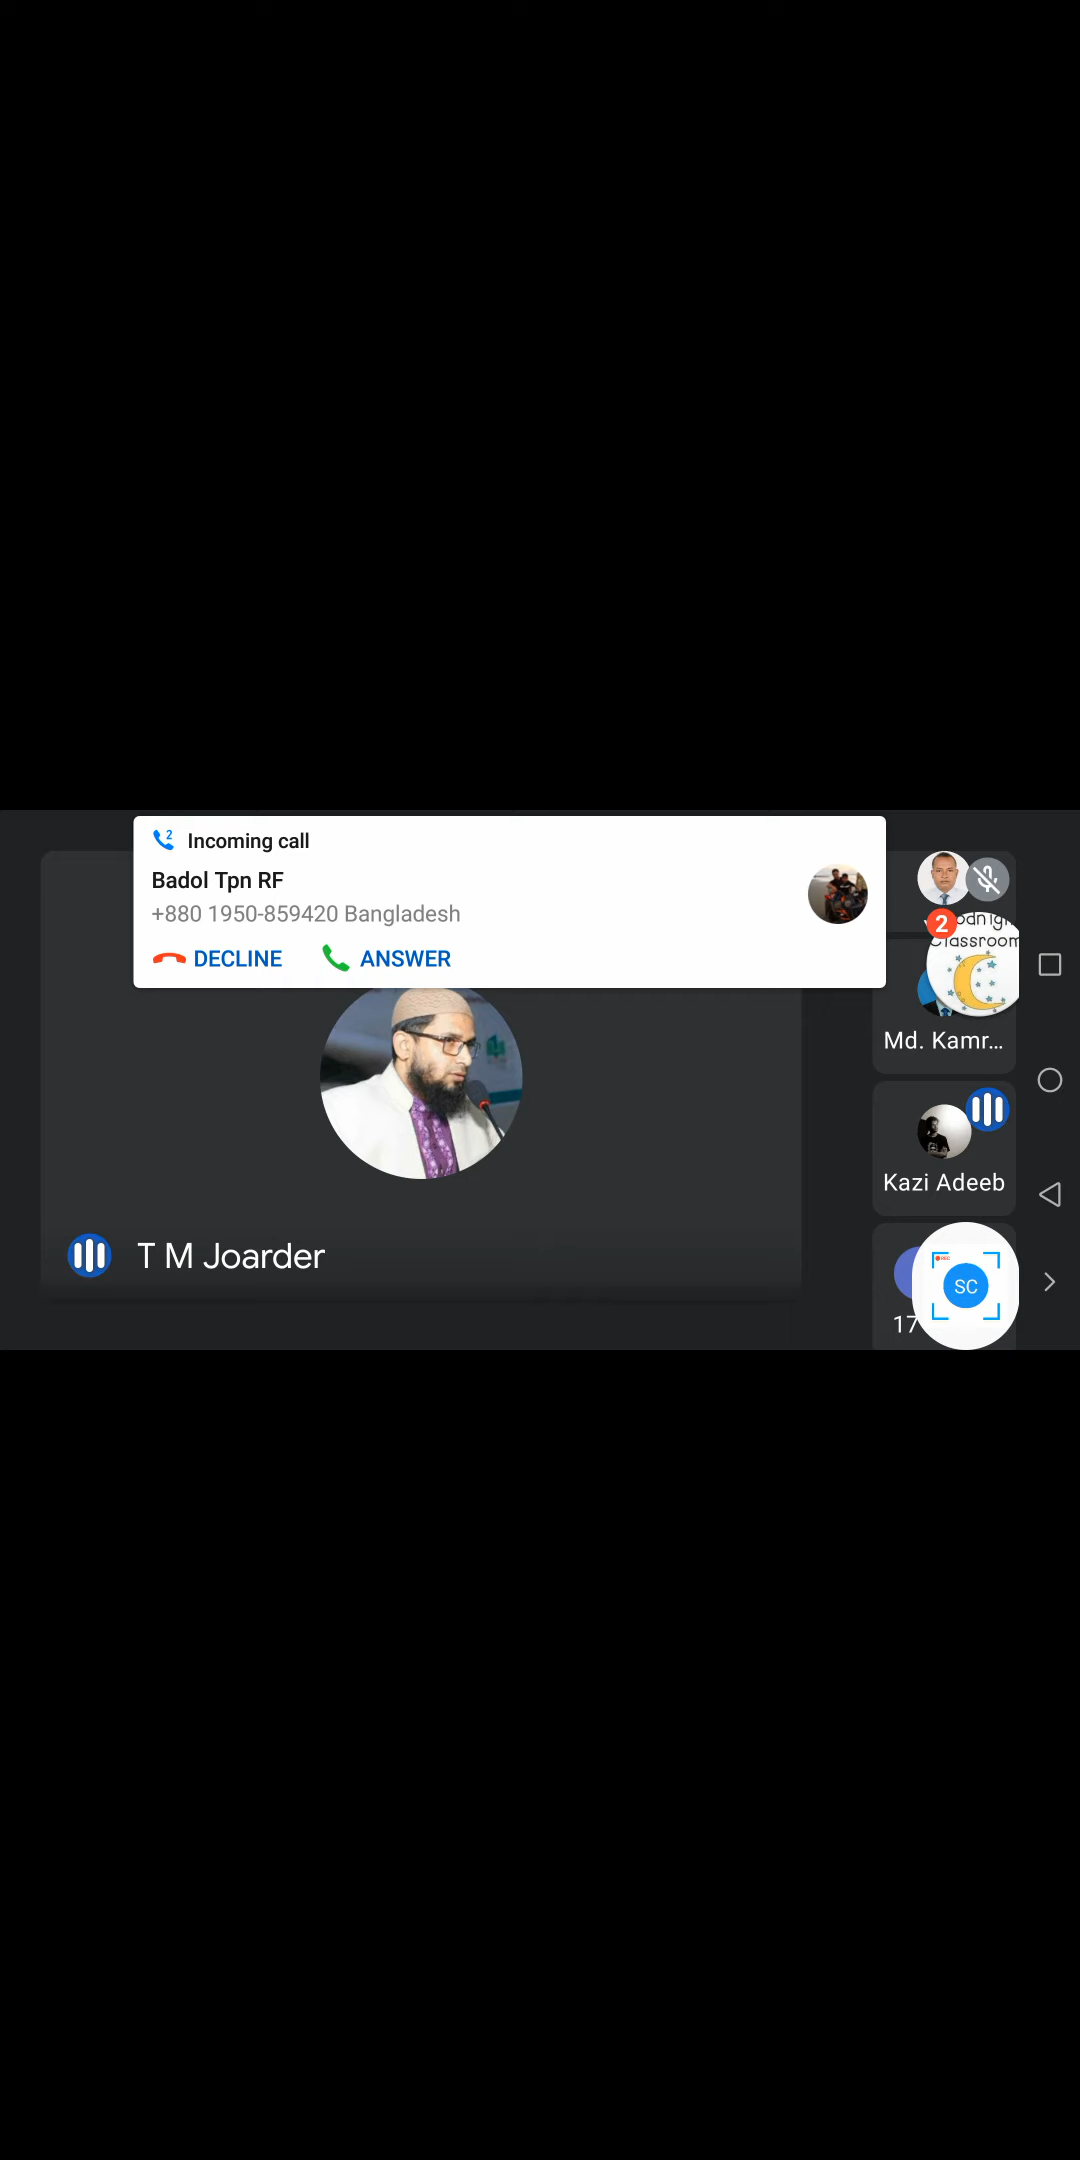 Incoming call
Badol Tpn RF
+880 1950-859420 Bangladesh
DECLINE
ANSWER
2
Classroom
Md. Kamr...
Kazi Adeeb
T M Joarder
17
REC
SC